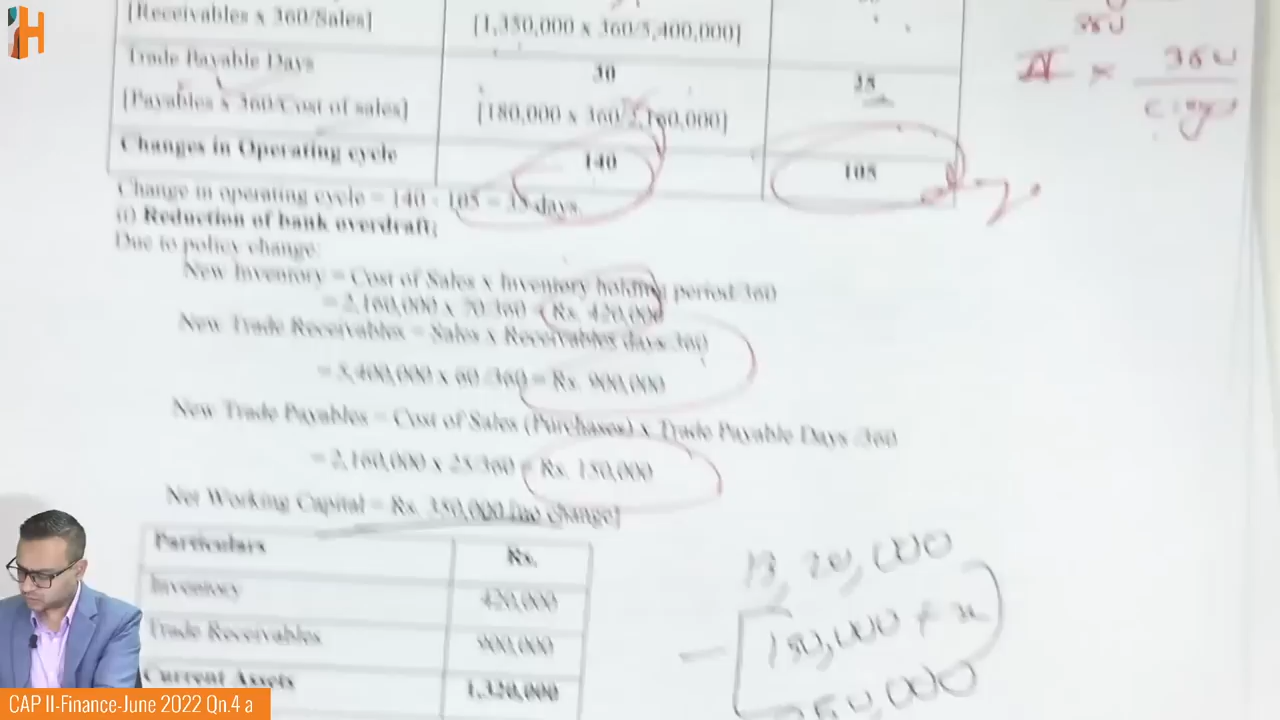 [Receivables x 360/Sales]
[1,350,000 x 360/5,400,000]
Trade Payable Days
30
[Payables x 360/Cost of sales]
[180,000 x 360/2,160,000]
Changes in Operating cycle
140
105
Change in operating cycle = 140 - 105 = 35 days.
Reduction of bank overdraft;
Due to policy change:
New Inventory = Cost of Sales x Inventory holding period/360
= 2,160,000 x 70/360 = Rs. 420,000
New Trade Receivables = Sales x Receivables days/360
= 5,400,000 x 60 /360 = Rs. 900,000
New Trade Payables = Cost of Sales (Purchases) x Trade Payable Days /360
= 2,160,000 x 25/360 = Rs. 150,000
Net Working Capital = Rs. 350,000 [no change]
Particulars
Rs.
Inventory
420,000
Trade Receivables
900,000
Current Assets
1,320,000
360
x 360
13,20,000
- 150,000 + x
CAP II-Finance-June 2022 Qn.4 a